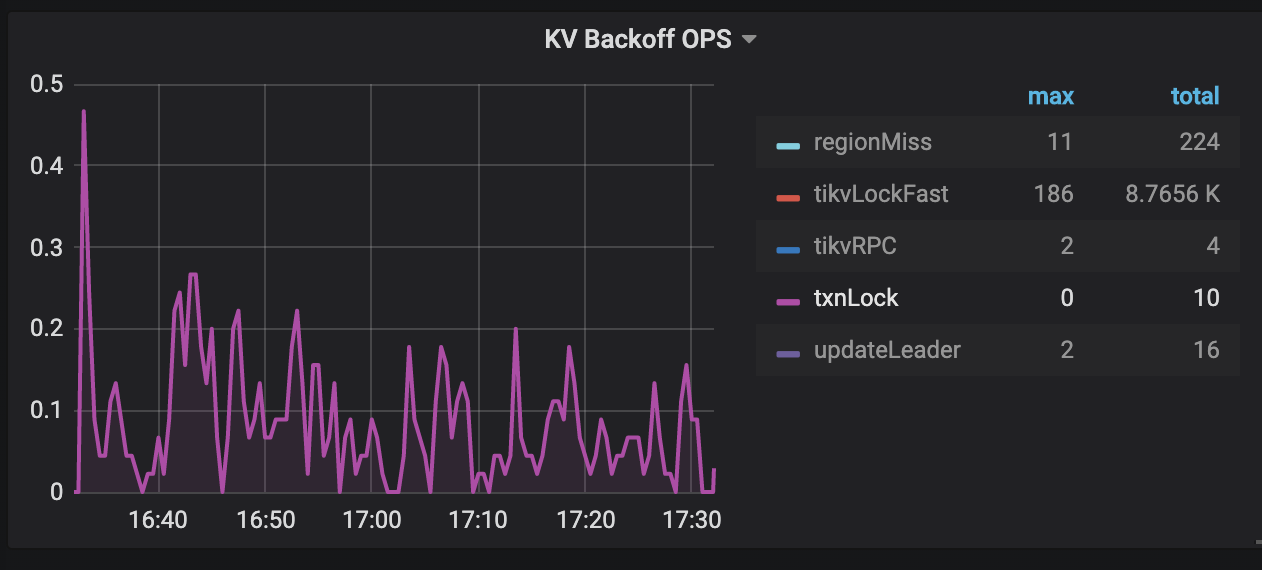 KV Backoff OPS
0.5
0.4
0.3
0.2
0.1
0
16:40 16:50 17:00 17:10 17:20 17:30
max total
regionMiss 11 224
tikvLockFast 186 8.7656 K
tikvRPC 2 4
txnLock 0 10
updateLeader 2 16